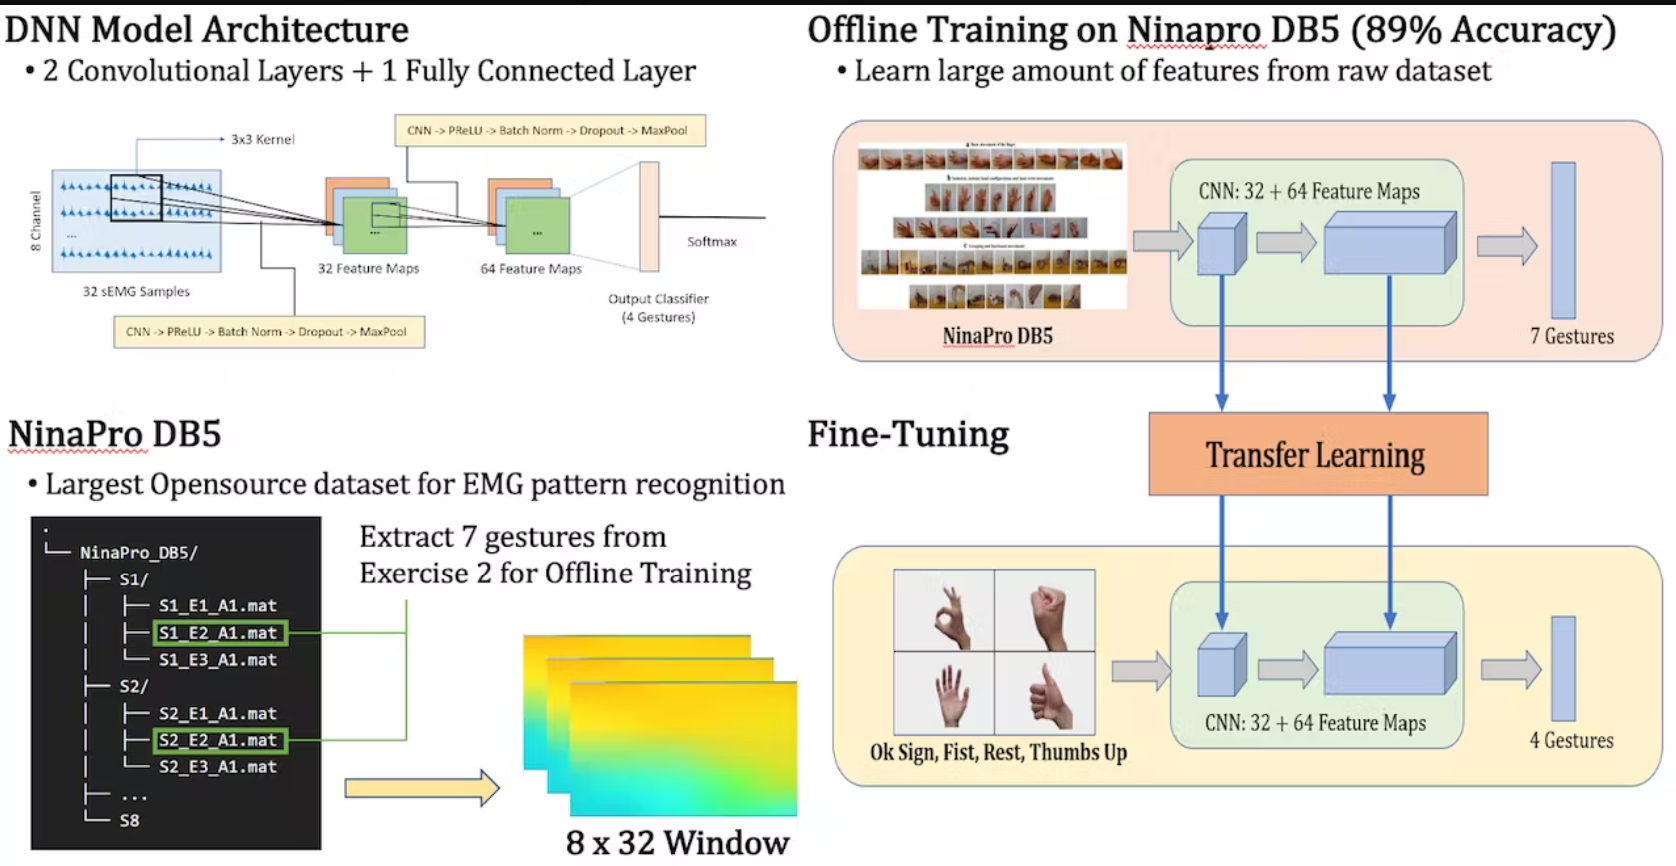 DNN Model Architecture
• 2 Convolutional Layers + 1 Fully Connected Layer
CNN -> PReLU -> Batch Norm -> Dropout -> MaxPool
3x3 Kernel
8 Channel
...
...
...
32 Feature Maps
64 Feature Maps
Softmax
32 sEMG Samples
Output Classifier
(4 Gestures)
CNN -> PReLU -> Batch Norm -> Dropout -> MaxPool
NinaPro DB5
• Largest Opensource dataset for EMG pattern recognition
.
└── NinaPro_DB5/
├── S1/
├── S1_E1_A1.mat
├── S1_E2_A1.mat
└── S1_E3_A1.mat
├── S2/
├── S2_E1_A1.mat
├── S2_E2_A1.mat
└── S2_E3_A1.mat
├── ...
└── S8
Extract 7 gestures from
Exercise 2 for Offline Training
8 x 32 Window
Offline Training on Ninapro DB5 (89% Accuracy)
• Learn large amount of features from raw dataset
NinaPro DB5
CNN: 32 + 64 Feature Maps
7 Gestures
Fine-Tuning
Transfer Learning
Ok Sign, Fist, Rest, Thumbs Up
CNN: 32 + 64 Feature Maps
4 Gestures